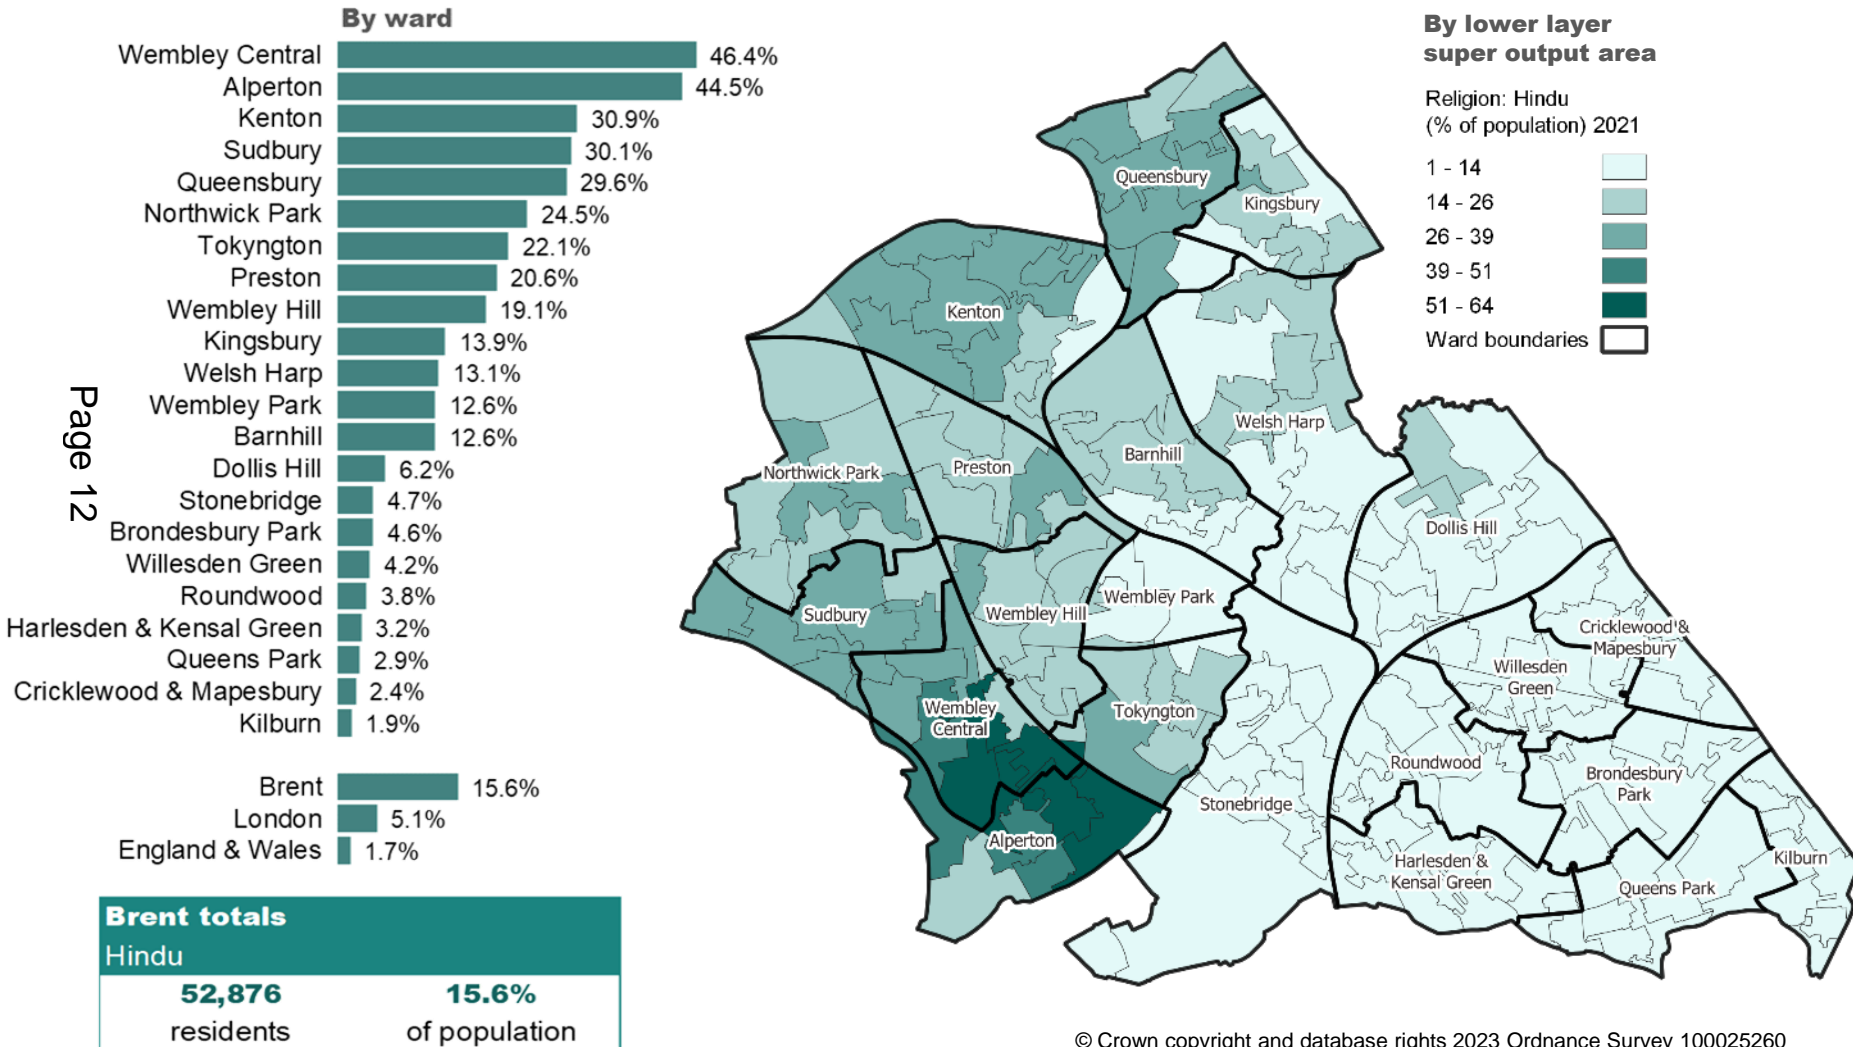 By ward
Wembley Central 46.4%
Alperton 44.5%
Kenton 30.9%
Sudbury 30.1%
Queensbury 29.6%
Northwick Park 24.5%
Tokyngton 22.1%
Preston 20.6%
Wembley Hill 19.1%
Kingsbury 13.9%
Welsh Harp 13.1%
Wembley Park 12.6%
Barnhill 12.6%
Dollis Hill 6.2%
Stonebridge 4.7%
Brondesbury Park 4.6%
Willesden Green 4.2%
Roundwood 3.8%
Harlesden & Kensal Green 3.2%
Queens Park 2.9%
Cricklewood & Mapesbury 2.4%
Kilburn 1.9%
Brent 15.6%
London 5.1%
England & Wales 1.7%
Page 12
Brent totals
Hindu
52,876 15.6%
residents of population
By lower layer
super output area
Religion: Hindu
(% of population) 2021
1 - 14
14 - 26
26 - 39
39 - 51
51 - 64
Ward boundaries
Queensbury
Kingsbury
Kenton
Welsh Harp
Barnhill
Preston
Northwick Park
Dollis Hill
Wembley Park
Wembley Hill
Sudbury
Cricklewood &
Mapesbury
Willesden
Green
Wembley
Central
Tokyngton
Roundwood
Brondesbury
Park
Stonebridge
Alperton
Harlesden &
Kensal Green
Queens Park
Kilburn
© Crown copyright and database rights 2023 Ordnance Survey 100025260